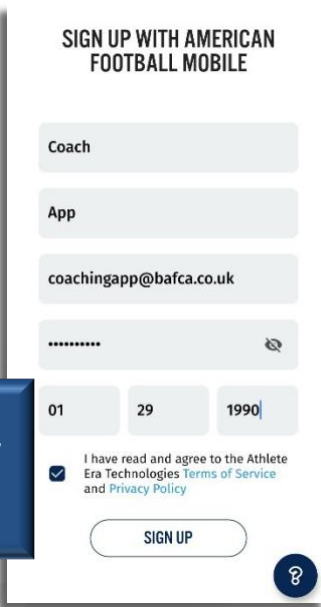 SIGN UP WITH AMERICAN
FOOTBALL MOBILE
Coach
App
coachingapp@bafca.co.uk
••••••••••
01 29 1990
I have read and agree to the Athlete
Era Technologies Terms of Service
and Privacy Policy
SIGN UP
?